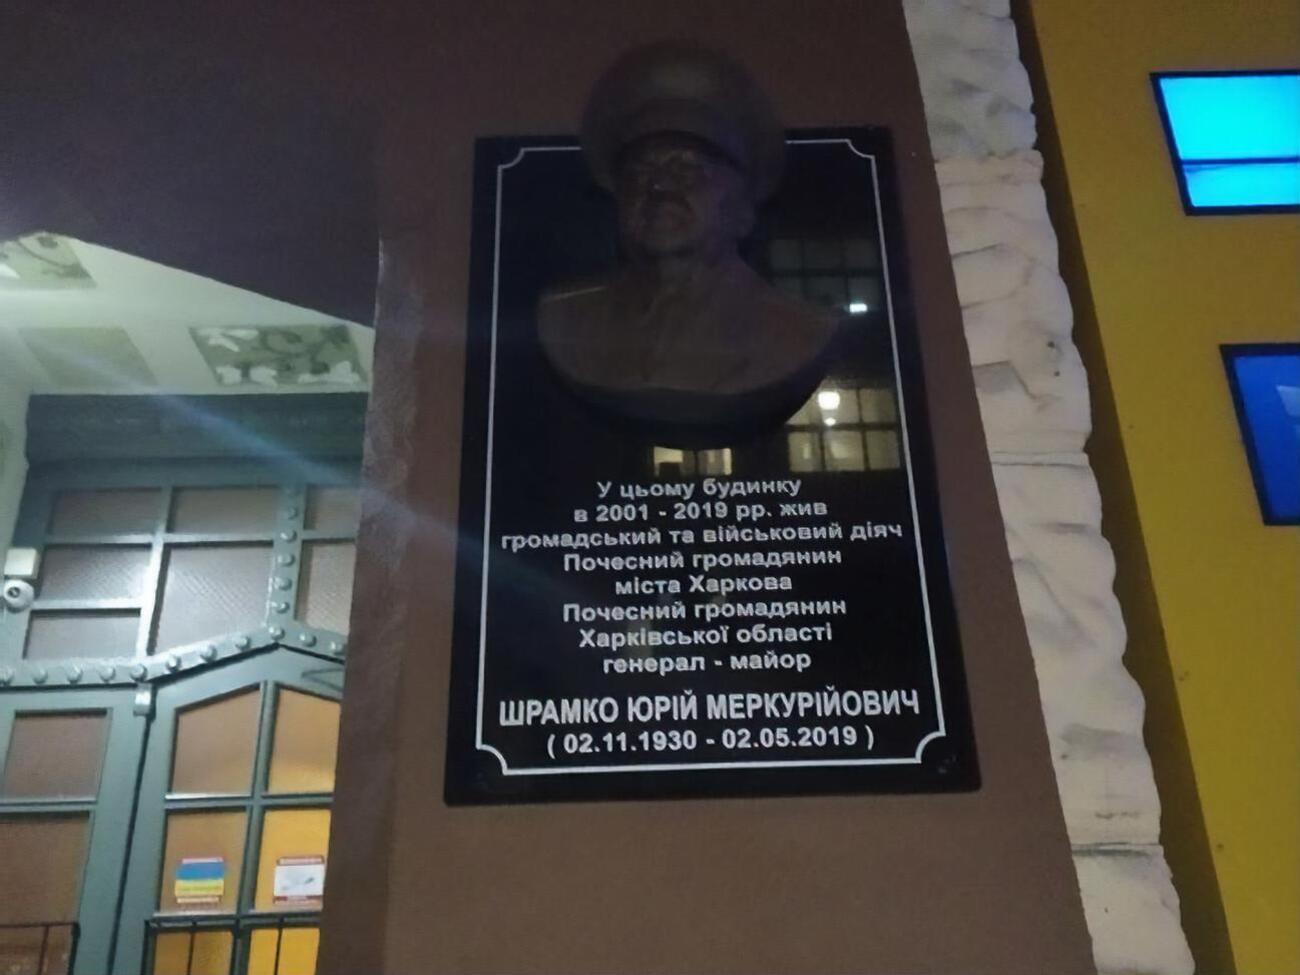 У цьому будинку
в 2001 - 2019 рр. жив
громадський та військовий діяч
Почесний громадянин
міста Харкова
Почесний громадянин
Харківської області
генерал - майор
ШРАМКО ЮРІЙ МЕРКУРІЙОВИЧ
( 02.11.1930 - 02.05.2019 )